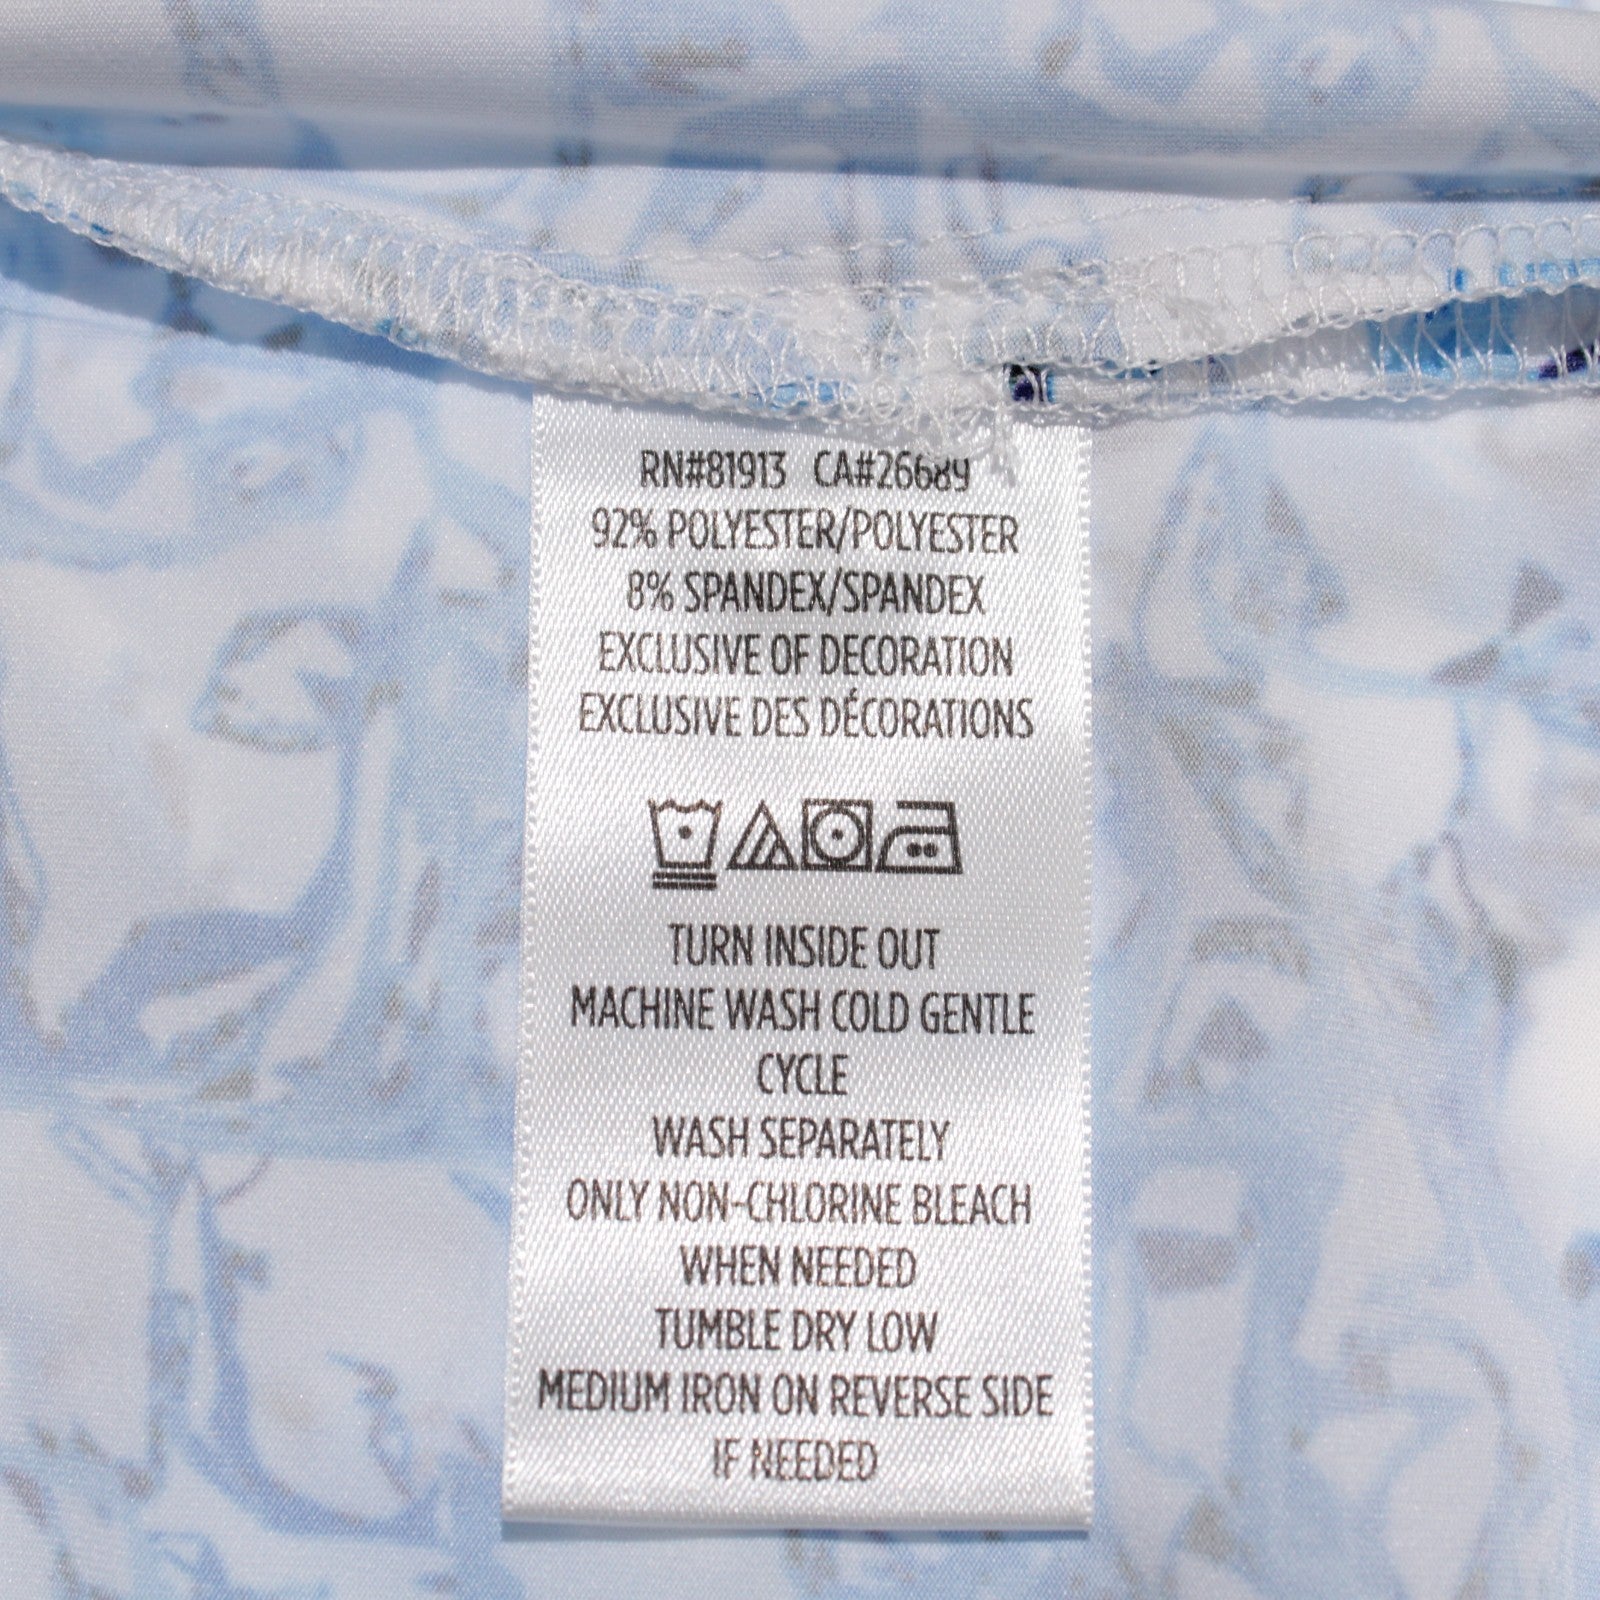 RN#81913 CA#26689
92% POLYESTER/POLYESTER
8% SPANDEX/SPANDEX
EXCLUSIVE OF DECORATION
EXCLUSIVE DES DÉCORATIONS
TURN INSIDE OUT
MACHINE WASH COLD GENTLE
CYCLE
WASH SEPARATELY
ONLY NON-CHLORINE BLEACH
WHEN NEEDED
TUMBLE DRY LOW
MEDIUM IRON ON REVERSE SIDE
IF NEEDED